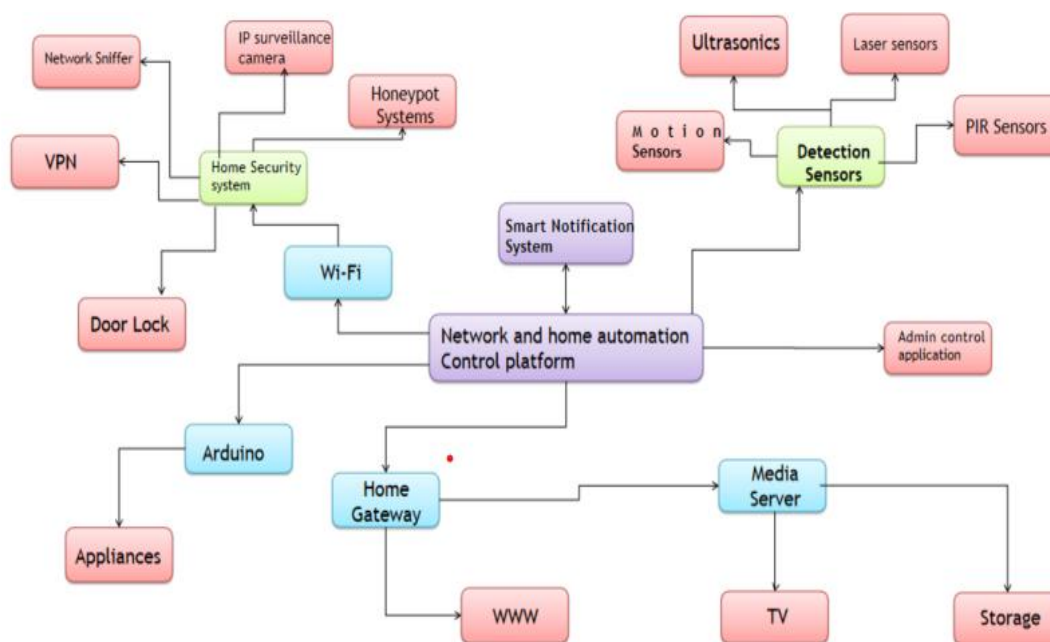 IP surveillance
camera
Ultrasonics
Laser sensors
Network Sniffer
Honeypot
Systems
Motion
Sensors
PIR Sensors
VPN
Home Security
system
Detection
Sensors
Smart Notification
System
Wi-Fi
Door Lock
Network and home automation
Control platform
Admin control
application
Arduino
Home
Gateway
Media
Server
Appliances
WWW
TV
Storage